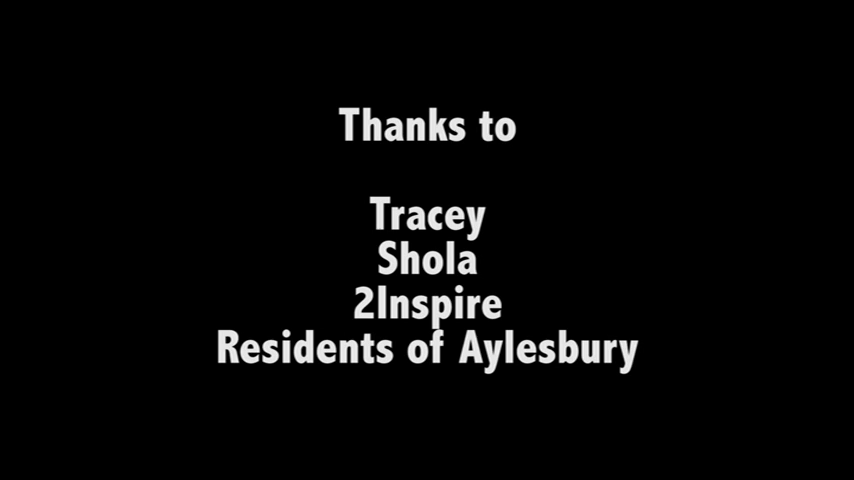 Thanks to
Tracey
Shola
2Inspire
Residents of Aylesbury